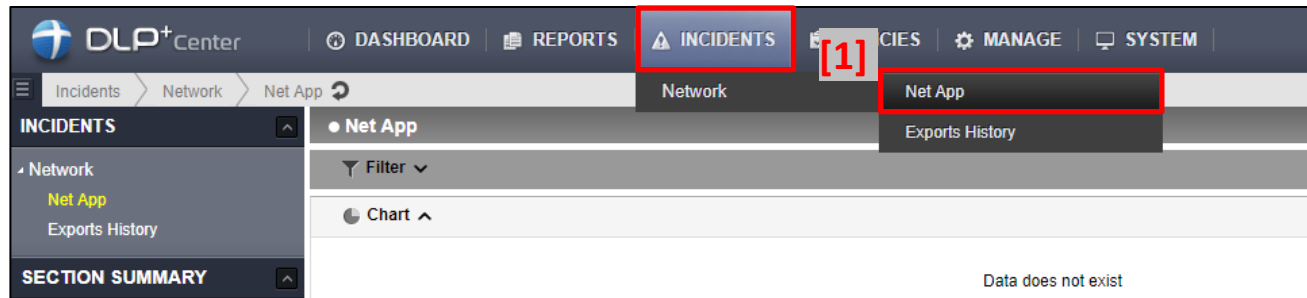 DLP+Center DASHBOARD REPORTS INCIDENTS [1] CIES MANAGE SYSTEM
Incidents Network Net App Network Net App
INCIDENTS Net App Exports History
Network Filter
Net App
Exports History Chart
SECTION SUMMARY
Data does not exist